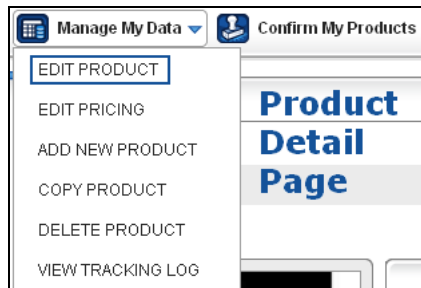 Manage My Data Confirm My Products
EDIT PRODUCT
EDIT PRICING
ADD NEW PRODUCT
COPY PRODUCT
DELETE PRODUCT
VIEW TRACKING LOG
Product
Detail
Page